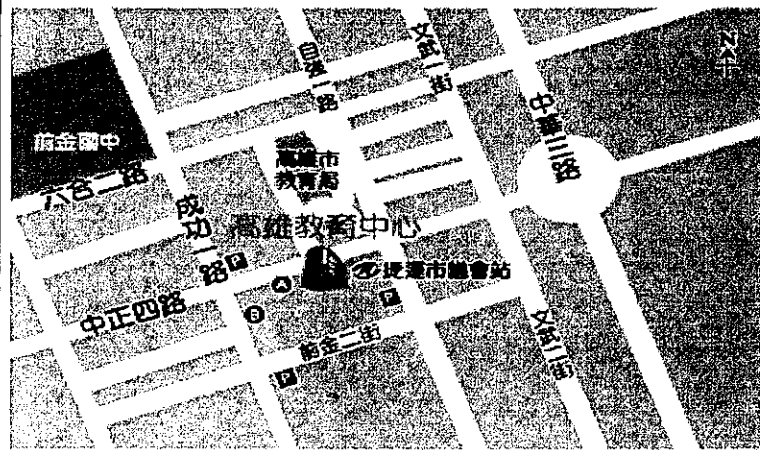 自強一路
文武一街
N
中華三路
前金國中
高雄市
教育局
六合二路
成功一路
高雄教育中心
P
捷運市議會站
A
P
B
中正四路
前金二街
文武二街
P